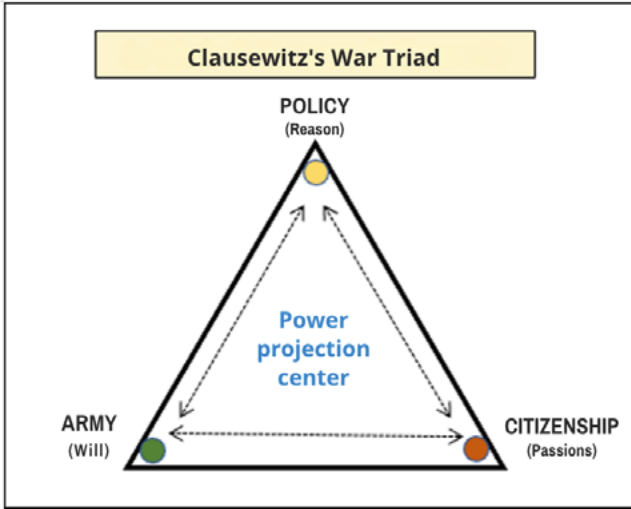 Clausewitz's War Triad
POLICY
(Reason)
Power
projection
center
ARMY
(Will)
CITIZENSHIP
(Passions)